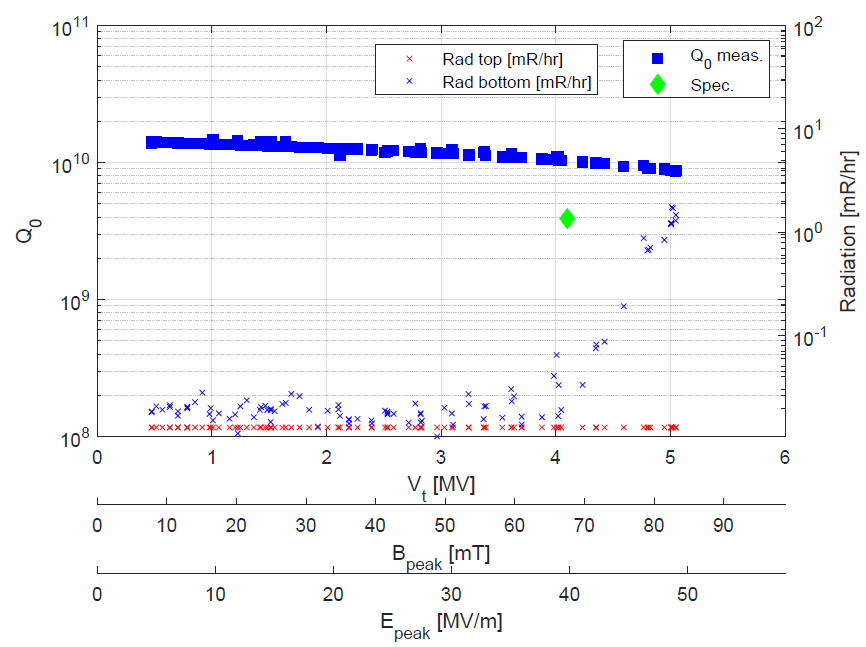 10^11
10^10
10^9
10^8
Q_0
Rad top [mR/hr]
Rad bottom [mR/hr]
Q_0 meas.
Spec.
10^2
10^1
10^0
10^-1
Radiation [mR/hr]
0 1 2 3 4 5 6
V_t [MV]
0 10 20 30 40 50 60 70 80 90
B_peak [mT]
0 10 20 30 40 50
E_peak [MV/m]